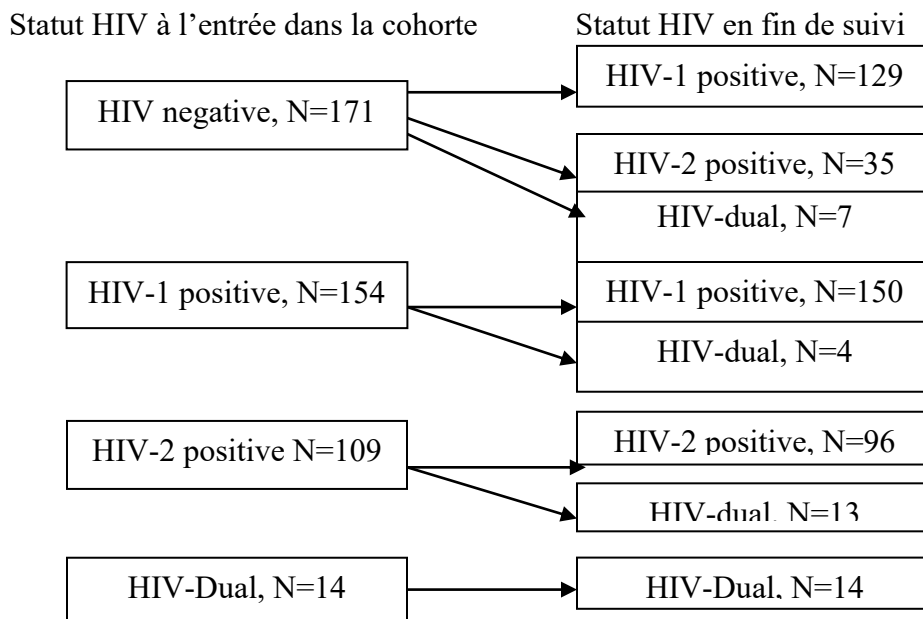 Statut HIV à l’entrée dans la cohorte
Statut HIV en fin de suivi
HIV negative, N=171
HIV-1 positive, N=129
HIV-2 positive, N=35
HIV-dual, N=7
HIV-1 positive, N=154
HIV-1 positive, N=150
HIV-dual, N=4
HIV-2 positive N=109
HIV-2 positive, N=96
HIV-dual, N=13
HIV-Dual, N=14
HIV-Dual, N=14